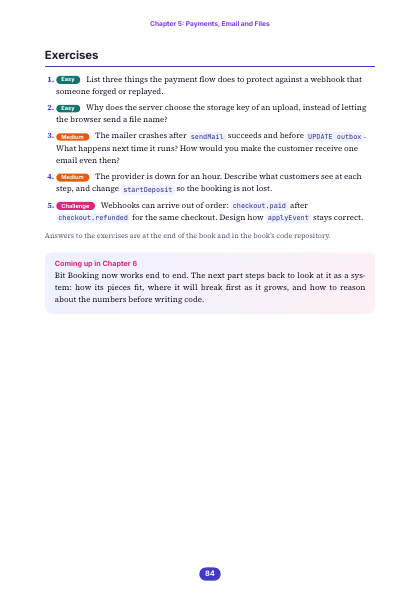 Chapter 5: Payments, Email and Files
Exercises
1. Easy List three things the payment flow does to protect against a webhook that
someone forged or replayed.
2. Easy Why does the server choose the storage key of an upload, instead of letting
the browser send a file name?
3. Medium The mailer crashes after sendMail succeeds and before UPDATE outbox.
What happens next time it runs? How would you make the customer receive one
email even then?
4. Medium The provider is down for an hour. Describe what customers see at each
step, and change startDeposit so the booking is not lost.
5. Challenge Webhooks can arrive out of order: checkout.paid after
checkout.refunded for the same checkout. Design how applyEvent stays correct.
Answers to the exercises are at the end of the book and in the book's code repository.
Coming up in Chapter 6
Bit Booking now works end to end. The next part steps back to look at it as a sys-
tem: how its pieces fit, where it will break first as it grows, and how to reason
about the numbers before writing code.
84